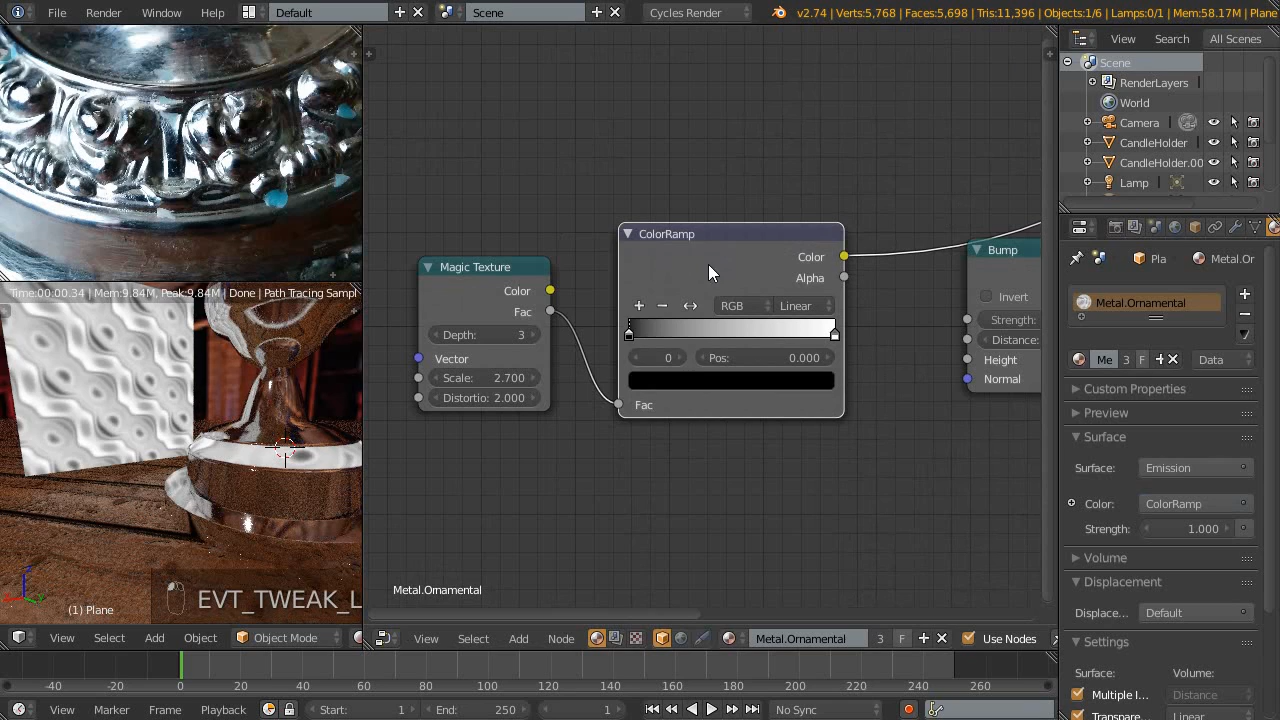 File Render Window Help Default Scene Cycles Render v2.74 | Verts:5,768 | Faces:5,698 | Tris:11,396 | Objects:1/6 | Lamps:0/1 | Mem:58.17M | Plane
View Search All Scenes
Scene
RenderLayers
World
Camera
CandleHolder
CandleHolder.00
Lamp
ColorRamp
Color
Alpha
RGB Linear
0 Pos: 0.000
Fac
Magic Texture
Color
Fac
Depth: 3
Vector
Scale: 2.700
Distortio: 2.000
Bump
Invert
Strength:
Distance:
Height
Normal
Time:00:00.34 | Mem:9.84M, Peak:9.84M | Done | Path Tracing Sampl
(1) Plane
EVT_TWEAK_L
Metal.Ornamental
Pla Metal.Or
Metal.Ornamental
Me 3 F Data
Custom Properties
Preview
Surface
Surface: Emission
Color: ColorRamp
Strength: 1.000
Volume
Displacement
Displace... Default
Settings
Surface: Volume:
Multiple I... Distance
Transpare... Linear
View Select Add Object Object Mode
View Select Add Node Metal.Ornamental 3 F Use Nodes
-40 -20 0 20 40 60 80 100 120 140 160 180 200 220 240 260
View Marker Frame Playback Start: 1 End: 250 1 No Sync